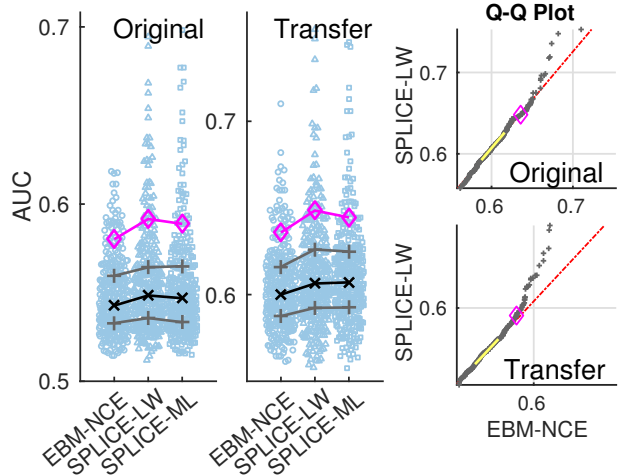 Original
Transfer
AUC
0.7
0.6
0.5
0.7
0.6
EBM-NCE
SPLICE-LW
SPLICE-ML
EBM-NCE
SPLICE-LW
SPLICE-ML
Q-Q Plot
SPLICE-LW
0.7
0.6
Original
0.6
0.7
SPLICE-LW
0.6
Transfer
0.6
EBM-NCE